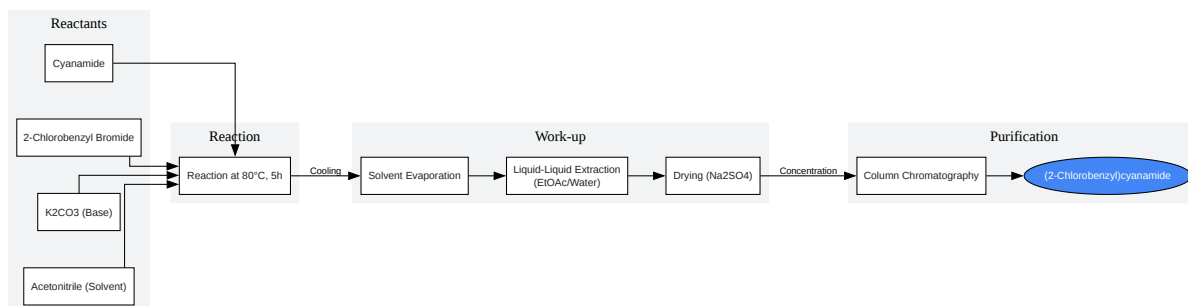 Reactants
Cyanamide
2-Chlorobenzyl Bromide
K2CO3 (Base)
Acetonitrile (Solvent)
Reaction
Reaction at 80°C, 5h
Cooling
Work-up
Solvent Evaporation
Liquid-Liquid Extraction
(EtOAc/Water)
Drying (Na2SO4)
Concentration
Purification
Column Chromatography
(2-Chlorobenzyl)cyanamide